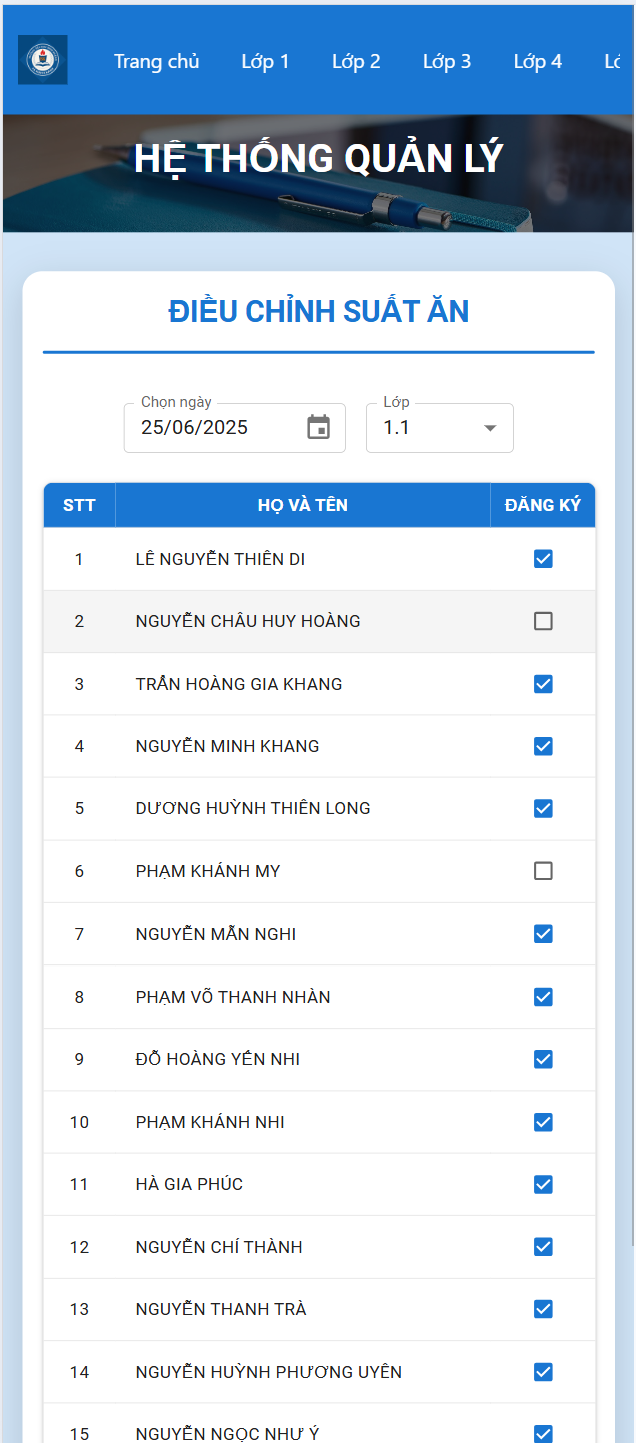 Trang chủ Lớp 1 Lớp 2 Lớp 3 Lớp 4
HỆ THỐNG QUẢN LÝ
ĐIỀU CHỈNH SUẤT ĂN
Chọn ngày Lớp
25/06/2025 1.1
STT HỌ VÀ TÊN ĐĂNG KÝ
1 LÊ NGUYỄN THIÊN DI
2 NGUYỄN CHÂU HUY HOÀNG
3 TRẦN HOÀNG GIA KHANG
4 NGUYỄN MINH KHANG
5 DƯƠNG HUỲNH THIÊN LONG
6 PHẠM KHÁNH MY
7 NGUYỄN MẪN NGHI
8 PHẠM VÕ THANH NHÀN
9 ĐỖ HOÀNG YẾN NHI
10 PHẠM KHÁNH NHI
11 HÀ GIA PHÚC
12 NGUYỄN CHÍ THÀNH
13 NGUYỄN THANH TRÀ
14 NGUYỄN HUỲNH PHƯƠNG UYÊN
15 NGUYỄN NGỌC NHƯ Ý